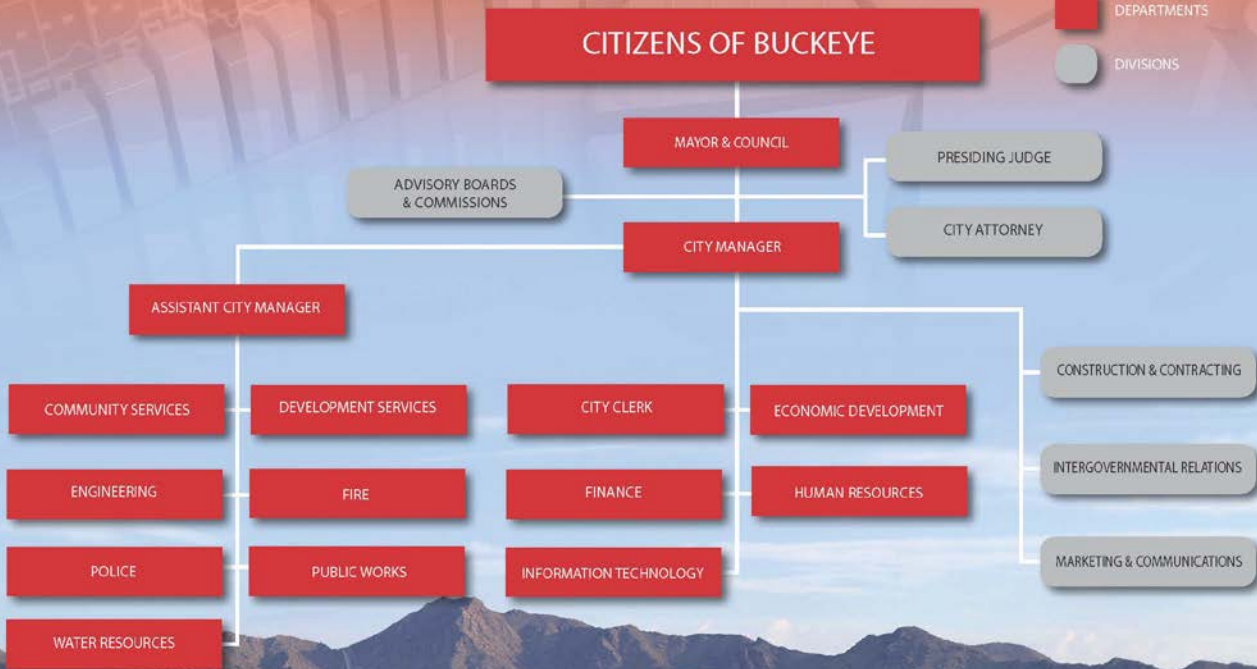 DEPARTMENTS
CITIZENS OF BUCKEYE
DIVISIONS
MAYOR & COUNCIL
PRESIDING JUDGE
ADVISORY BOARDS
& COMMISSIONS
CITY ATTORNEY
CITY MANAGER
ASSISTANT CITY MANAGER
CONSTRUCTION & CONTRACTING
COMMUNITY SERVICES
DEVELOPMENT SERVICES
CITY CLERK
ECONOMIC DEVELOPMENT
INTERGOVERNMENTAL RELATIONS
ENGINEERING
FIRE
FINANCE
HUMAN RESOURCES
MARKETING & COMMUNICATIONS
POLICE
PUBLIC WORKS
INFORMATION TECHNOLOGY
WATER RESOURCES